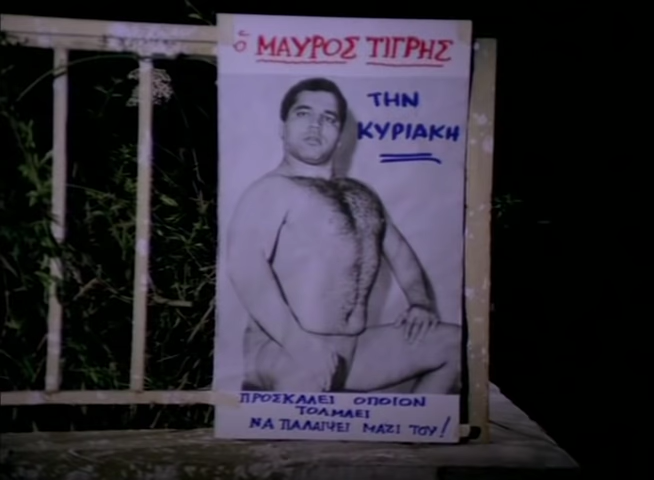 ὁ ΜΑΥΡΟΣ ΤΙΓΡΗΣ
ΤΗΝ
ΚΥΡΙΑΚΗ
ΠΡΟΣΚΑΛΕΙ ΟΠΟΙΟΝ
ΤΟΛΜΑΕΙ
ΝΑ ΠΑΛΑΙΨΕΙ ΜΑΖΙ ΤΟΥ!